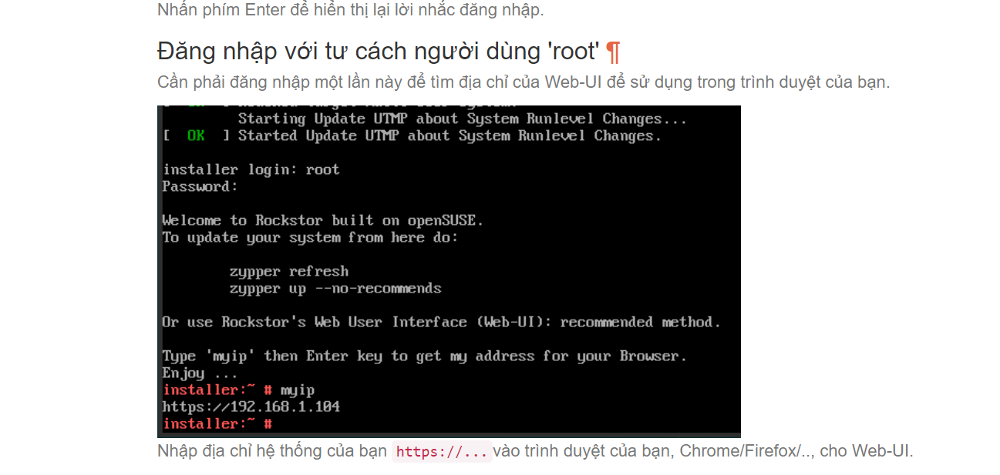 Nhấn phím Enter để hiển thị lại lời nhắc đăng nhập.
Đăng nhập với tư cách người dùng 'root' ¶
Cần phải đăng nhập một lần này để tìm địa chỉ của Web-UI để sử dụng trong trình duyệt của bạn.
Starting Update UTMP about System Runlevel Changes...
[  OK  ] Started Update UTMP about System Runlevel Changes.
installer login: root
Password:
Welcome to Rockstor built on openSUSE.
To update your system from here do:
zypper refresh
zypper up --no-recommends
Or use Rockstor's Web User Interface (Web-UI): recommended method.
Type 'myip' then Enter key to get my address for your Browser.
Enjoy ...
installer:~ # myip
https://192.168.1.104
installer:~ #
Nhập địa chỉ hệ thống của bạn https://... vào trình duyệt của bạn, Chrome/Firefox/.., cho Web-UI.